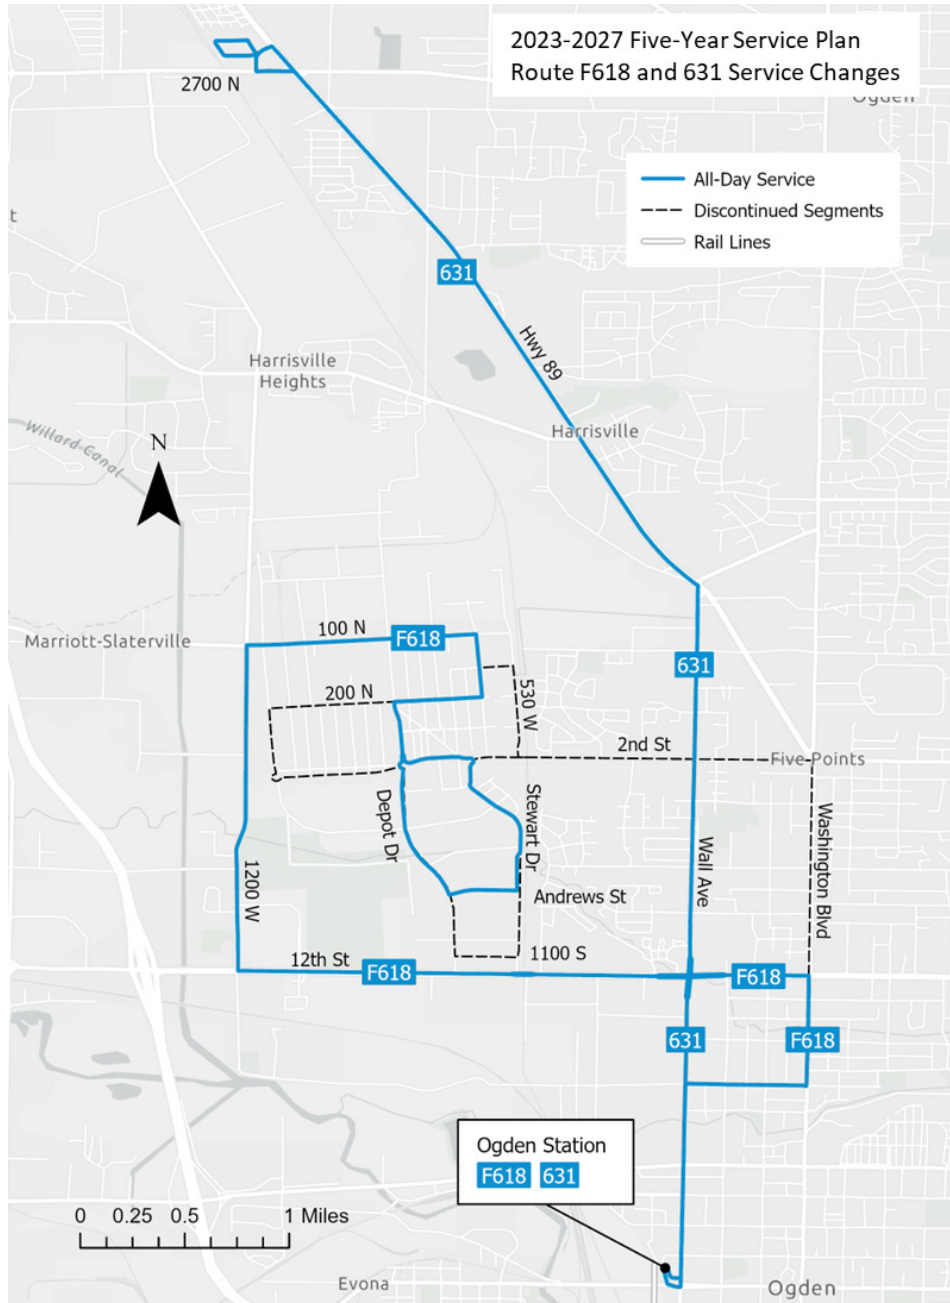 2023-2027 Five-Year Service Plan
Route F618 and 631 Service Changes
2700 N
Ogden
All-Day Service
Discontinued Segments
Rail Lines
t
631
Hwy 89
Harrisville
Heights
Harrisville
Willard Canal
N
100 N
F618
Marriott-Slaterville
631
200 N
530 W
2nd St
Five Points
Depot Dr
Stewart Dr
Wall Ave
Washington Blvd
1200 W
Andrews St
12th St
1100 S
F618
F618
631
F618
Ogden Station
F618 631
0 0.25 0.5 1 Miles
Evona
Ogden